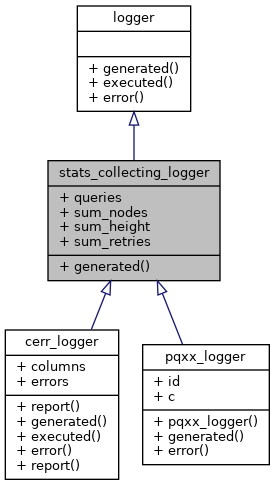 logger
+ generated()
+ executed()
+ error()
stats_collecting_logger
+ queries
+ sum_nodes
+ sum_height
+ sum_retries
+ generated()
cerr_logger
+ columns
+ errors
+ report()
+ generated()
+ executed()
+ error()
+ report()
pqxx_logger
+ id
+ c
+ pqxx_logger()
+ generated()
+ error()